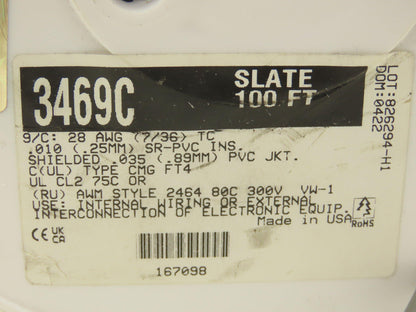 3469C
SLATE
100 FT
LOT:826294-H1
DOM:0422
9/C: 28 AWG (7/36) TC
.010 (.25MM) SR-PVC INS.
SHIELDED .035 (.89MM) PVC JKT.
C(UL) TYPE CMG FT4
UL CL2 75C OR
(RU) AWM STYLE 2464 80C 300V VW-1
USE: INTERNAL WIRING OR EXTERNAL
INTERCONNECTION OF ELECTRONIC EQUIP.
Made in USA
RoHS
CE UK
CA
167098